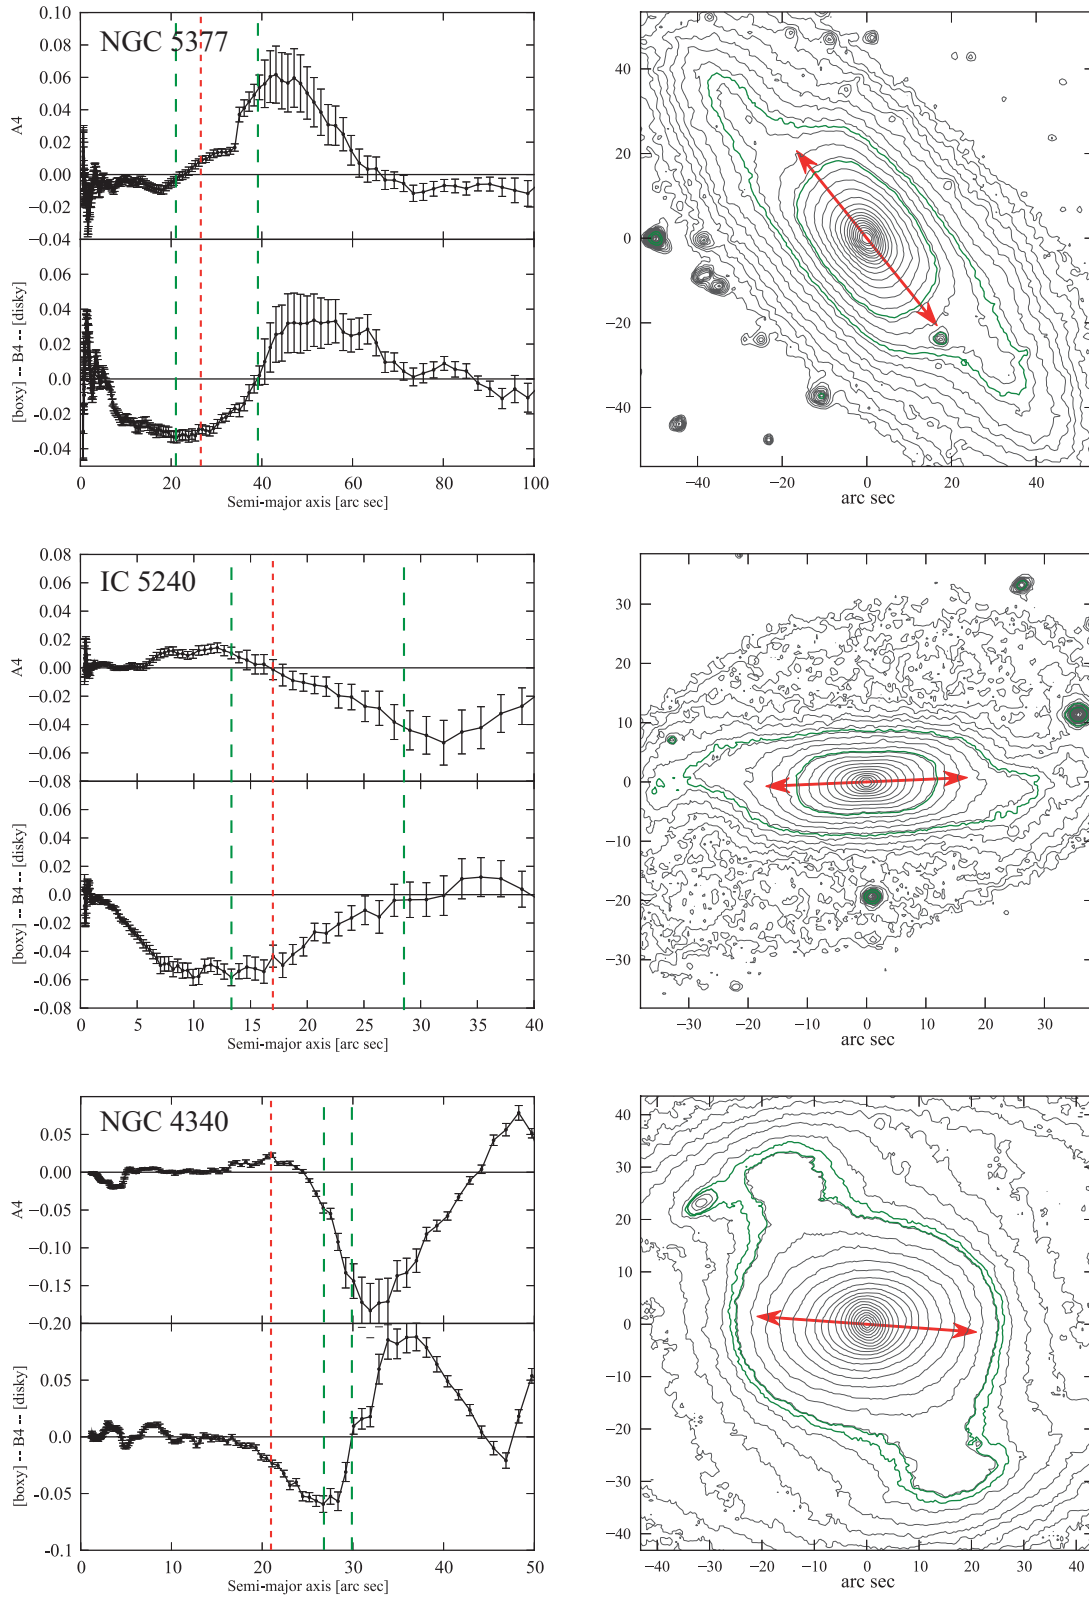 NGC 5377
0.08
0.06
0.04
0.02
0.00
−0.02
−0.04
A4
0.06
0.04
0.02
0.0
-0.02
-0.04
[boxy] -- B4 -- [disky]
0 20 40 60 80 100
Semi-major axis [arc sec]
40
20
0
−20
−40
−40 −20 0 20 40
arc sec
IC 5240
0.08
0.06
0.04
0.02
0.00
−0.02
−0.04
−0.06
−0.08
A4
0.06
0.04
0.02
0.0
-0.02
-0.04
-0.06
-0.08
[boxy] -- B4 -- [disky]
0 5 10 15 20 25 30 35 40
Semi-major axis [arc sec]
30
20
10
0
−10
−20
−30
−30 −20 −10 0 10 20 30
arc sec
NGC 4340
0.05
0.00
−0.05
−0.10
−0.15
−0.20
A4
0.05
0.0
-0.05
-0.1
[boxy] -- B4 -- [disky]
0 10 20 30 40 50
Semi-major axis [arc sec]
40
30
20
10
0
−10
−20
−30
−40
−40 −30 −20 −10 0 10 20 30 40
arc sec